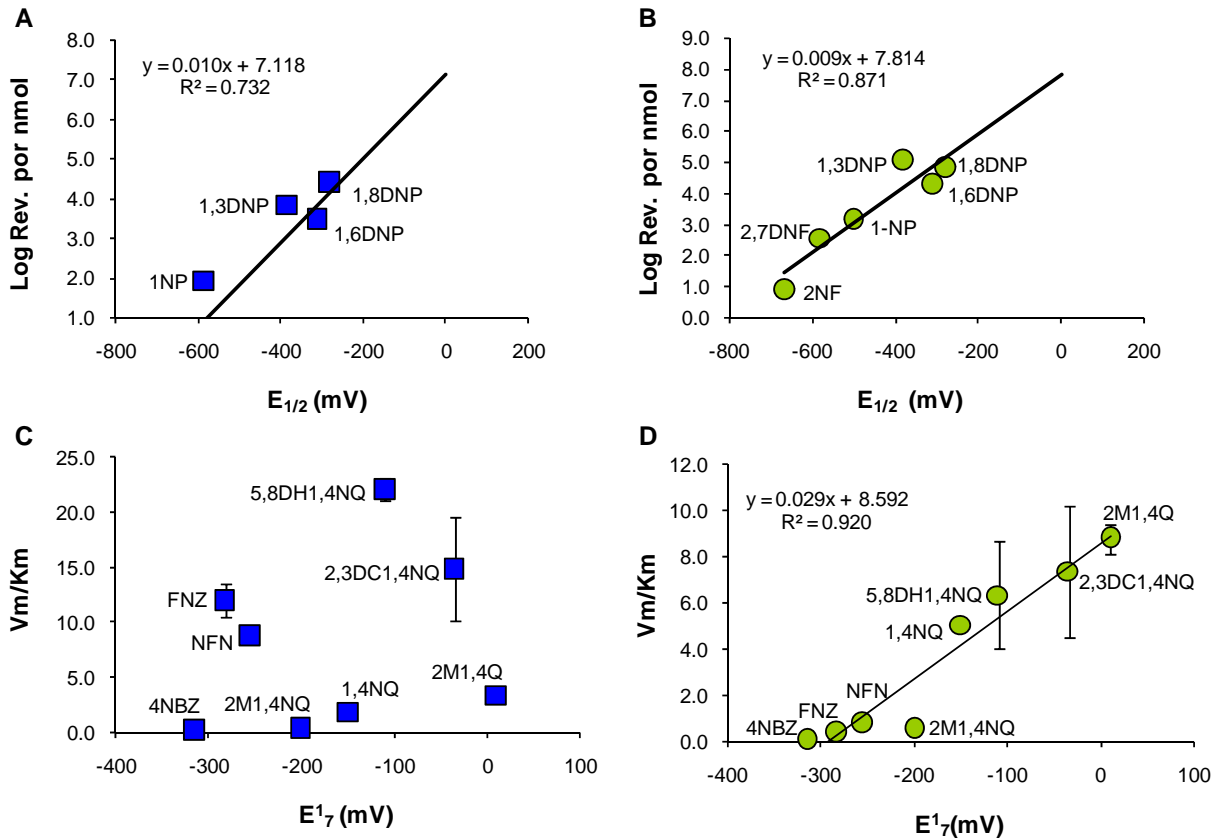 A
y = 0.010x + 7.118
R² = 0.732
8.0
7.0
6.0
5.0
4.0
3.0
2.0
1.0
Log Rev. por nmol
1,3DNP
1,8DNP
1,6DNP
1NP
-800
-600
-400
-200
0
200
E1/2 (mV)
B
y = 0.009x + 7.814
R² = 0.871
9.0
8.0
7.0
6.0
5.0
4.0
3.0
2.0
1.0
0.0
Log Rev. por nmol
1,3DNP
1,8DNP
1,6DNP
2,7DNF
1-NP
2NF
-800
-600
-400
-200
0
200
E1/2 (mV)
C
25.0
20.0
15.0
10.0
5.0
0.0
Vm/Km
5,8DH1,4NQ
2,3DC1,4NQ
FNZ
NFN
4NBZ
2M1,4NQ
1,4NQ
2M1,4Q
-400
-300
-200
-100
0
100
E¹7 (mV)
D
y = 0.029x + 8.592
R² = 0.920
12.0
10.0
8.0
6.0
4.0
2.0
0.0
Vm/Km
2M1,4Q
5,8DH1,4NQ
2,3DC1,4NQ
1,4NQ
NFN
FNZ
4NBZ
2M1,4NQ
-400
-300
-200
-100
0
100
E¹7(mV)